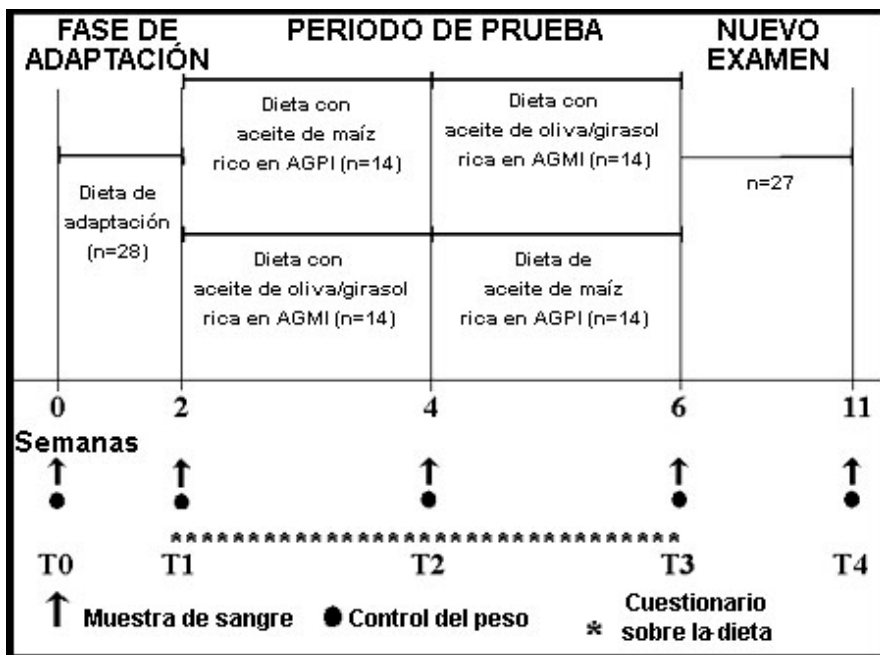 FASE DE
ADAPTACIÓN
PERIODO DE PRUEBA
NUEVO
EXAMEN
Dieta con
aceite de maíz
rico en AGPI (n=14)
Dieta con
aceite de oliva/girasol
rica en AGMI (n=14)
Dieta de
adaptación
(n=28)
n=27
Dieta con
aceite de oliva/girasol
rica en AGMI (n=14)
Dieta de
aceite de maíz
rica en AGPI (n=14)
0 2 4 6 11
Semanas
T0 T1 T2 T3 T4
Muestra de sangre
Control del peso
* Cuestionario
sobre la dieta